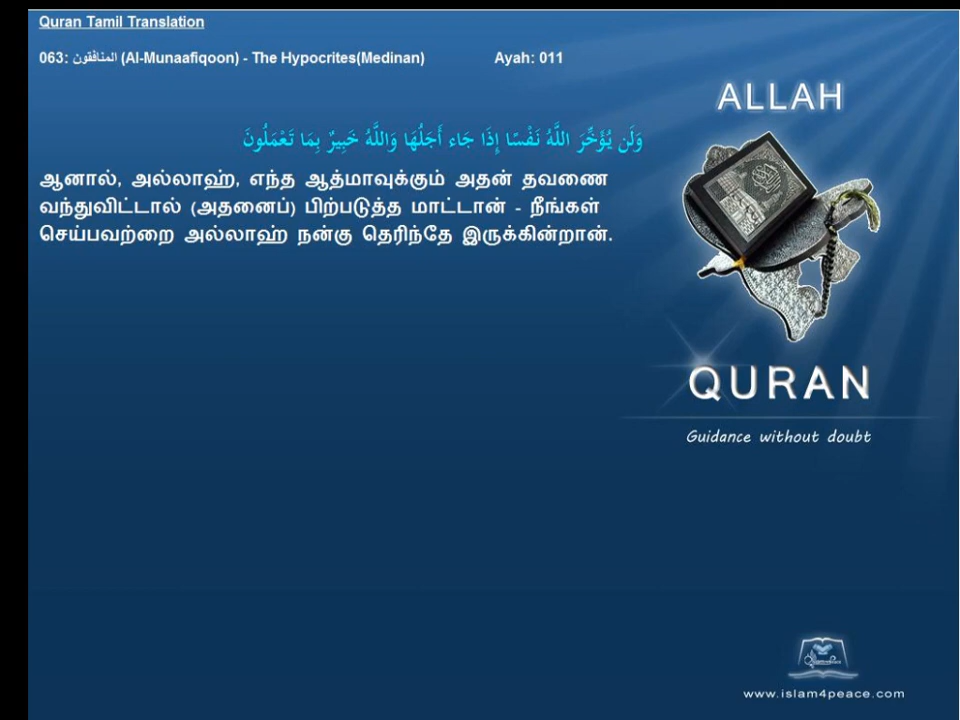 Quran Tamil Translation
063: المنافقون (Al-Munaafiqoon) - The Hypocrites(Medinan) Ayah: 011
ALLAH
وَلَن يُؤَخِّرَ اللَّهُ نَفْسًا إِذَا جَاء أَجَلُهَا وَاللَّهُ خَبِيرٌ بِمَا تَعْمَلُونَ
ஆனால், அல்லாஹ், எந்த ஆத்மாவுக்கும் அதன் தவணை
வந்துவிட்டால் (அதனைப்) பிற்படுத்த மாட்டான் - நீங்கள்
செய்பவற்றை அல்லாஹ் நன்கு தெரிந்தே இருக்கின்றான்.
QURAN
Guidance without doubt
www.islam4peace.com